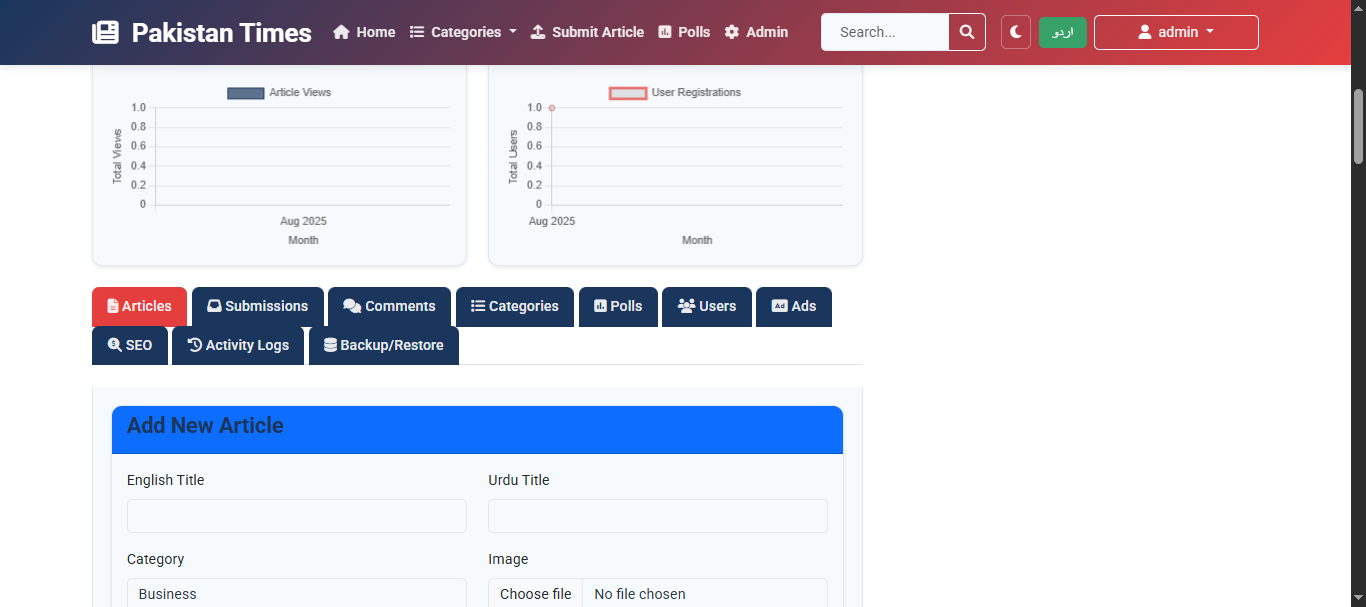 Pakistan Times Home Categories Submit Article Polls Admin Search... اردو admin
Article Views
1.0
0.8
0.6
0.4
0.2
0
Total Views
Aug 2025
Month
User Registrations
1.0
0.8
0.6
0.4
0.2
0
Total Users
Aug 2025
Month
Articles Submissions Comments Categories Polls Users Ad Ads
SEO Activity Logs Backup/Restore
Add New Article
English Title Urdu Title
Category Image
Business Choose file No file chosen